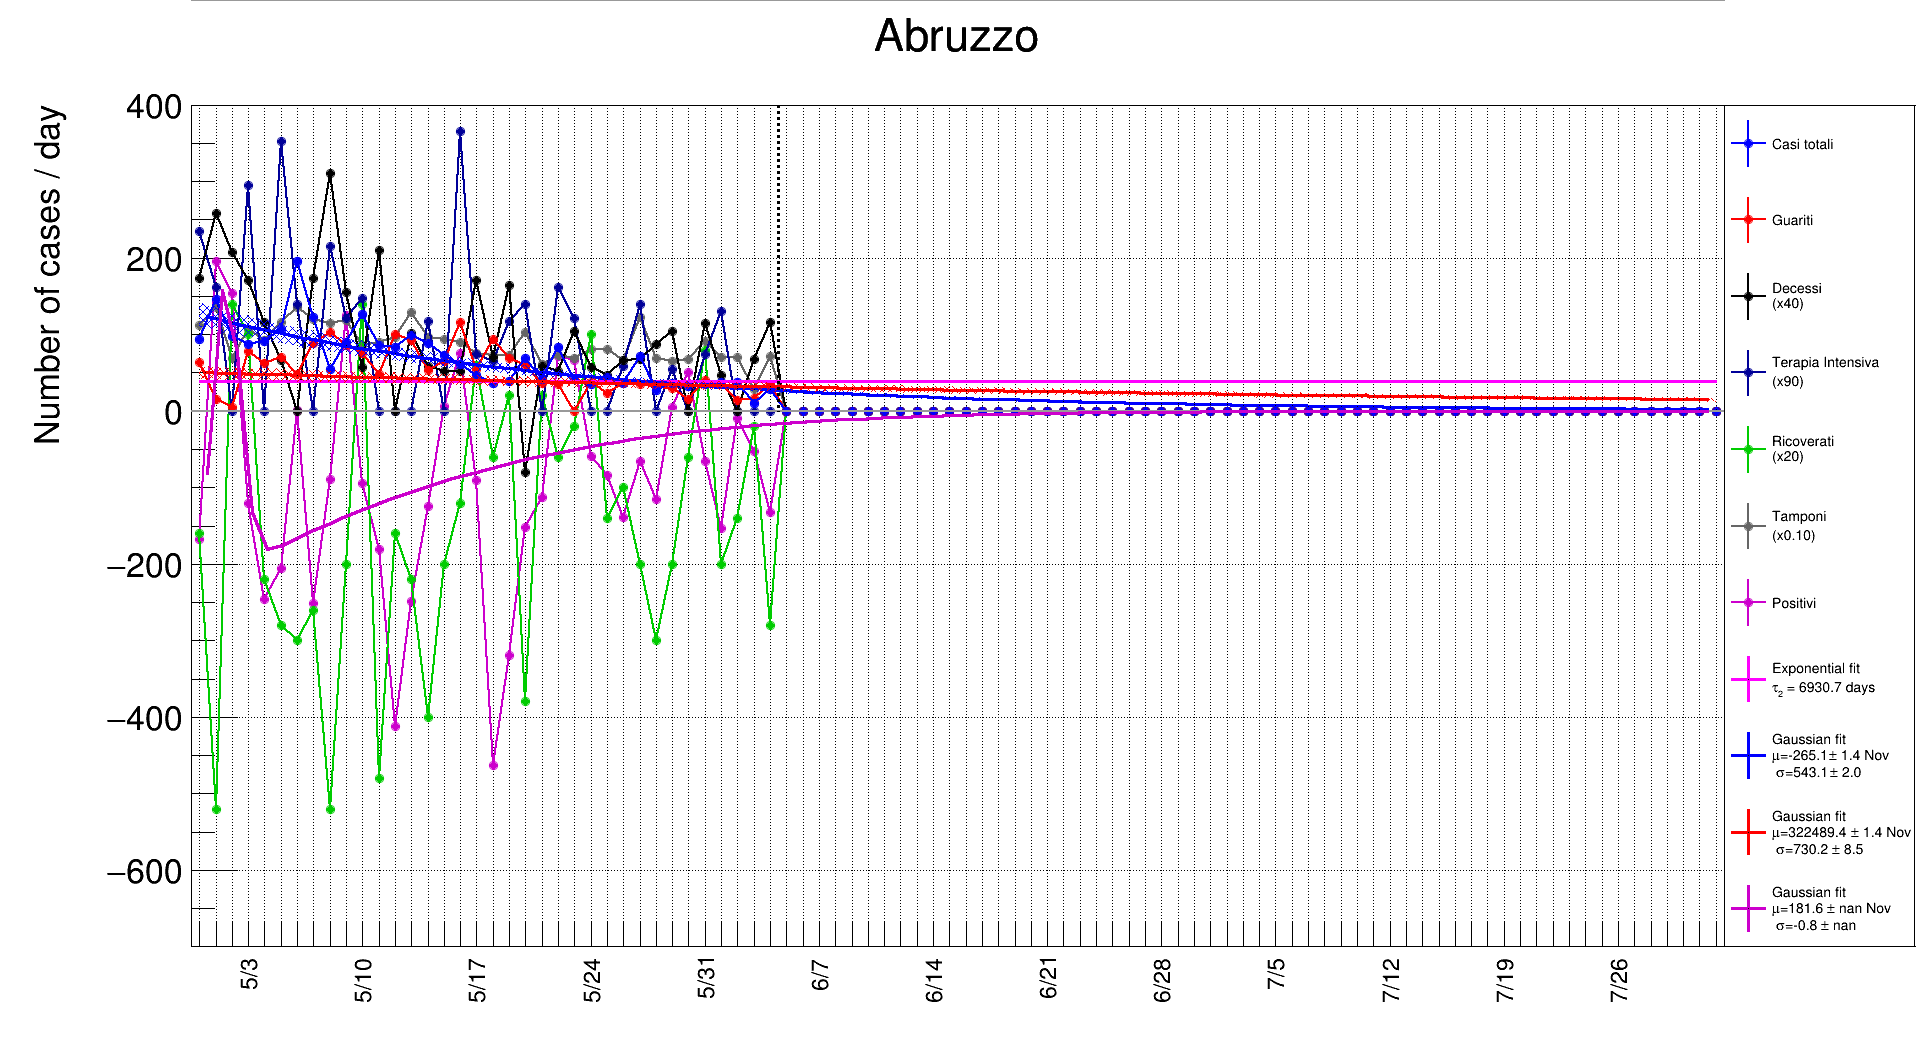 Abruzzo
Number of cases / day
400
200
0
−200
−400
−600
5/3
5/10
5/17
5/24
5/31
6/7
6/14
6/21
6/28
7/5
7/12
7/19
7/26
Casi totali
Guariti
Decessi
(x40)
Terapia Intensiva
(x90)
Ricoverati
(x20)
Tamponi
(x0.10)
Positivi
Exponential fit
τ2 = 6930.7 days
Gaussian fit
μ=-265.1± 1.4 Nov
σ=543.1± 2.0
Gaussian fit
μ=322489.4 ± 1.4 Nov
σ=730.2 ± 8.5
Gaussian fit
μ=181.6 ± nan Nov
σ=-0.8 ± nan